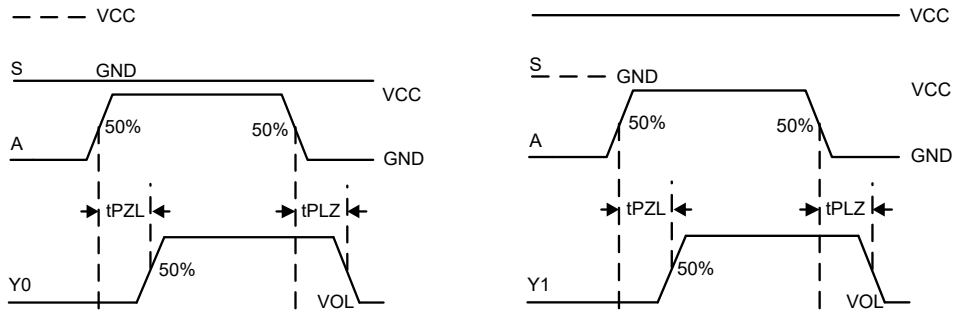 VCC
S GND
VCC
50% 50%
A
GND
tPZL tPLZ
50%
Y0
VOL
VCC
S
GND
VCC
50% 50%
A
GND
tPZL tPLZ
50%
Y1
VOL